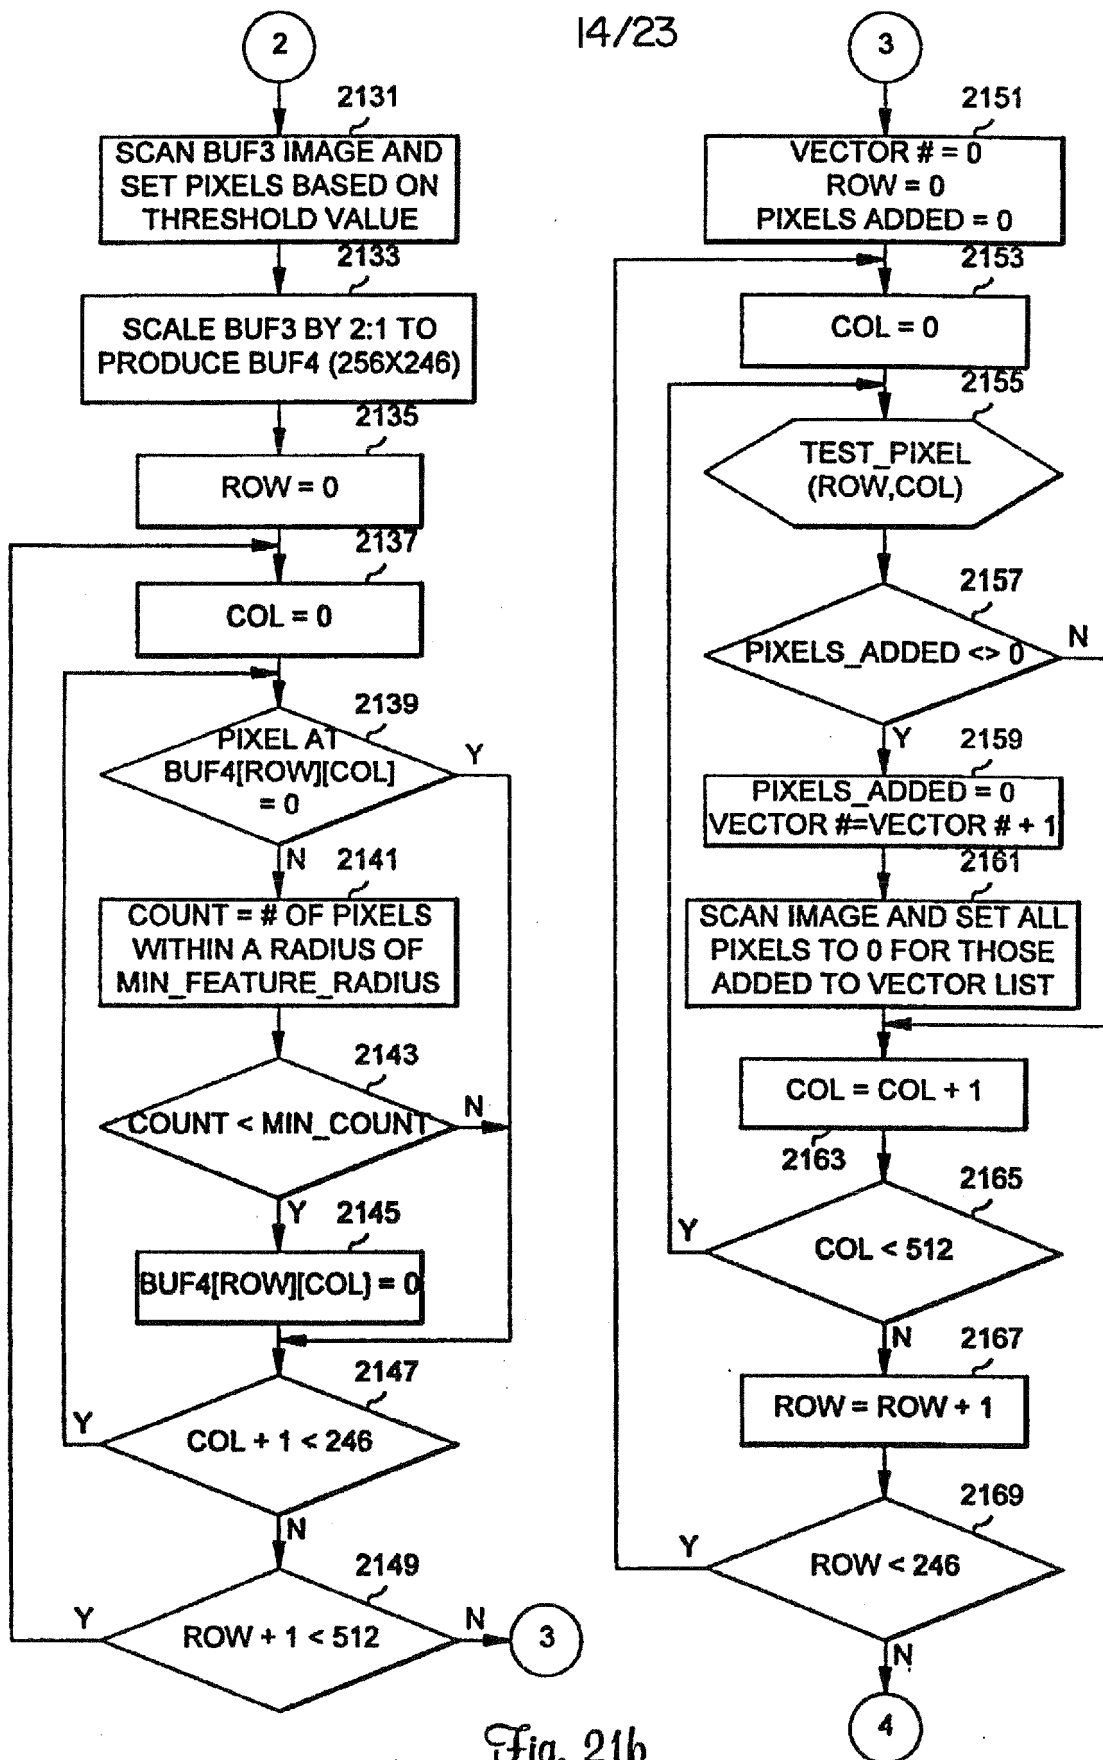 14/23
2
2131
SCAN BUF3 IMAGE AND
SET PIXELS BASED ON
THRESHOLD VALUE
2133
SCALE BUF3 BY 2:1 TO
PRODUCE BUF4 (256X246)
2135
ROW = 0
2137
COL = 0
2139
PIXEL AT
BUF4[ROW][COL]
= 0
Y
N
2141
COUNT = # OF PIXELS
WITHIN A RADIUS OF
MIN_FEATURE_RADIUS
2143
COUNT < MIN_COUNT
N
Y
2145
BUF4[ROW][COL] = 0
2147
COL + 1 < 246
Y
N
2149
ROW + 1 < 512
Y
N
3
3
2151
VECTOR # = 0
ROW = 0
PIXELS ADDED = 0
2153
COL = 0
2155
TEST_PIXEL
(ROW,COL)
2157
PIXELS_ADDED <> 0
N
Y
2159
PIXELS_ADDED = 0
VECTOR #=VECTOR # + 1
2161
SCAN IMAGE AND SET ALL
PIXELS TO 0 FOR THOSE
ADDED TO VECTOR LIST
COL = COL + 1
2163
2165
COL < 512
Y
N
2167
ROW = ROW + 1
2169
ROW < 246
Y
N
4
Fig. 21b